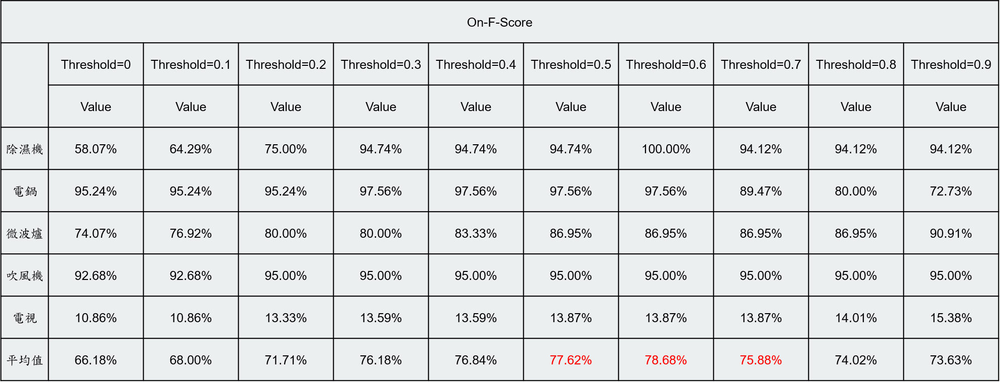 On-F-Score
Threshold=0 Threshold=0.1 Threshold=0.2 Threshold=0.3 Threshold=0.4 Threshold=0.5 Threshold=0.6 Threshold=0.7 Threshold=0.8 Threshold=0.9
Value Value Value Value Value Value Value Value Value Value
除濕機 58.07% 64.29% 75.00% 94.74% 94.74% 94.74% 100.00% 94.12% 94.12% 94.12%
電鍋 95.24% 95.24% 95.24% 97.56% 97.56% 97.56% 97.56% 89.47% 80.00% 72.73%
微波爐 74.07% 76.92% 80.00% 80.00% 83.33% 86.95% 86.95% 86.95% 86.95% 90.91%
吹風機 92.68% 92.68% 95.00% 95.00% 95.00% 95.00% 95.00% 95.00% 95.00% 95.00%
電視 10.86% 10.86% 13.33% 13.59% 13.59% 13.87% 13.87% 13.87% 14.01% 15.38%
平均值 66.18% 68.00% 71.71% 76.18% 76.84% 77.62% 78.68% 75.88% 74.02% 73.63%